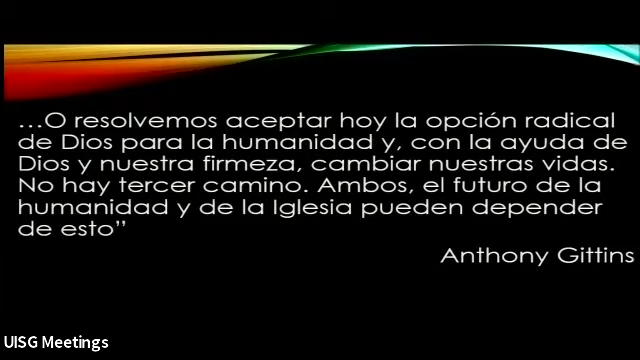 ...O resolvemos aceptar hoy la opción radical
de Dios para la humanidad y, con la ayuda de
Dios y nuestra firmeza, cambiar nuestras vidas.
No hay tercer camino. Ambos, el futuro de la
humanidad y de la Iglesia pueden depender
de esto”
Anthony Gittins
UISG Meetings